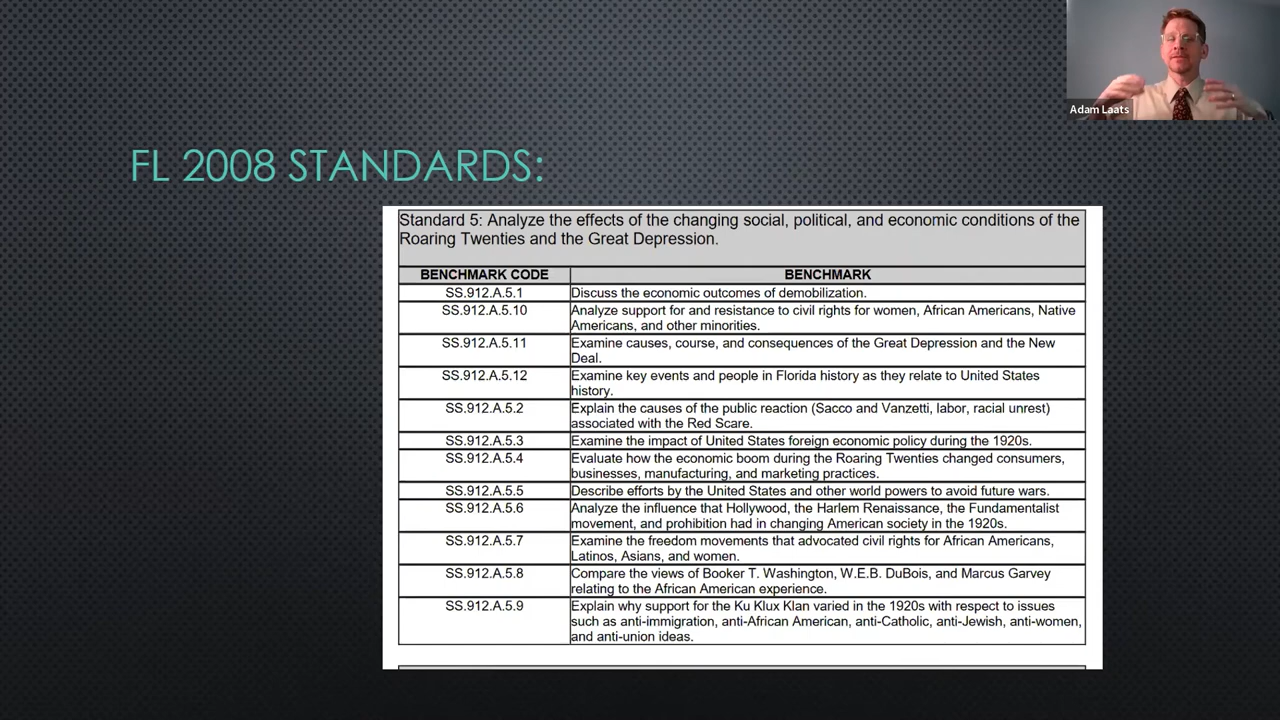 Adam Laats
FL 2008 STANDARDS:
Standard 5: Analyze the effects of the changing social, political, and economic conditions of the
Roaring Twenties and the Great Depression.
BENCHMARK CODE BENCHMARK
SS.912.A.5.1 Discuss the economic outcomes of demobilization.
SS.912.A.5.10 Analyze support for and resistance to civil rights for women, African Americans, Native
Americans, and other minorities.
SS.912.A.5.11 Examine causes, course, and consequences of the Great Depression and the New
Deal.
SS.912.A.5.12 Examine key events and people in Florida history as they relate to United States
history.
SS.912.A.5.2 Explain the causes of the public reaction (Sacco and Vanzetti, labor, racial unrest)
associated with the Red Scare.
SS.912.A.5.3 Examine the impact of United States foreign economic policy during the 1920s.
SS.912.A.5.4 Evaluate how the economic boom during the Roaring Twenties changed consumers,
businesses, manufacturing, and marketing practices.
SS.912.A.5.5 Describe efforts by the United States and other world powers to avoid future wars.
SS.912.A.5.6 Analyze the influence that Hollywood, the Harlem Renaissance, the Fundamentalist
movement, and prohibition had in changing American society in the 1920s.
SS.912.A.5.7 Examine the freedom movements that advocated civil rights for African Americans,
Latinos, Asians, and women.
SS.912.A.5.8 Compare the views of Booker T. Washington, W.E.B. DuBois, and Marcus Garvey
relating to the African American experience.
SS.912.A.5.9 Explain why support for the Ku Klux Klan varied in the 1920s with respect to issues
such as anti-immigration, anti-African American, anti-Catholic, anti-Jewish, anti-women,
and anti-union ideas.